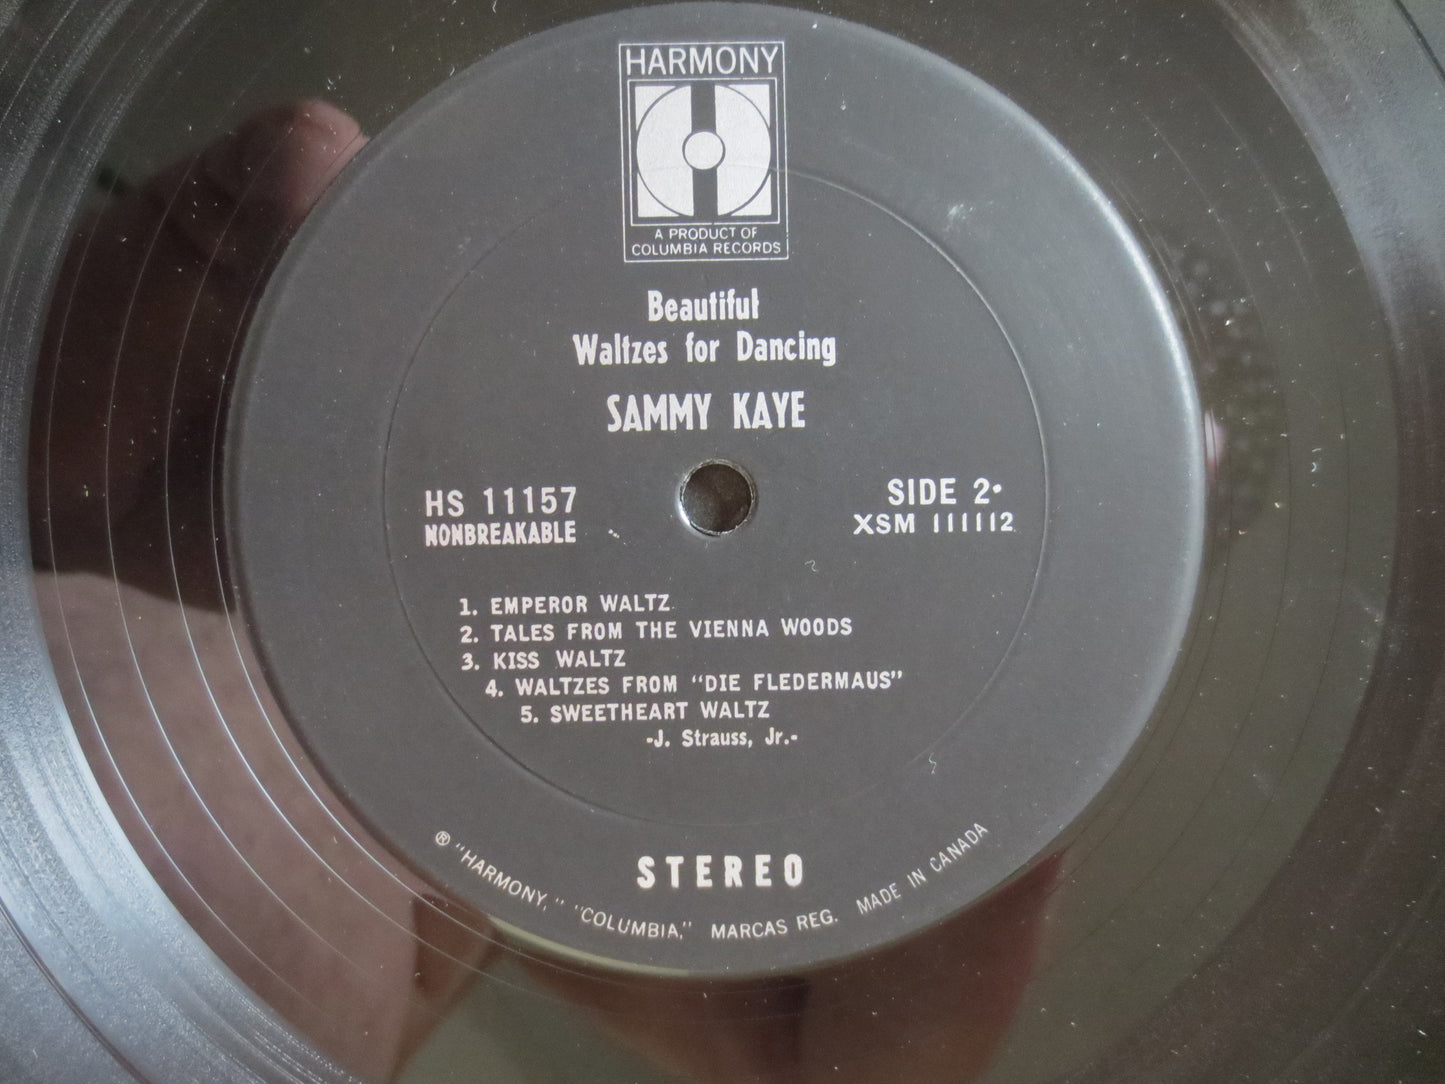 HARMONY
A PRODUCT OF
COLUMBIA RECORDS
Beautiful
Waltzes for Dancing
SAMMY KAYE
HS 11157
NONBREAKABLE
SIDE 2•
XSM 111112
1. EMPEROR WALTZ
2. TALES FROM THE VIENNA WOODS
3. KISS WALTZ
4. WALTZES FROM "DIE FLEDERMAUS"
5. SWEETHEART WALTZ
-J. Strauss, Jr.-
STEREO
® "HARMONY," "COLUMBIA," MARCAS REG. MADE IN CANADA